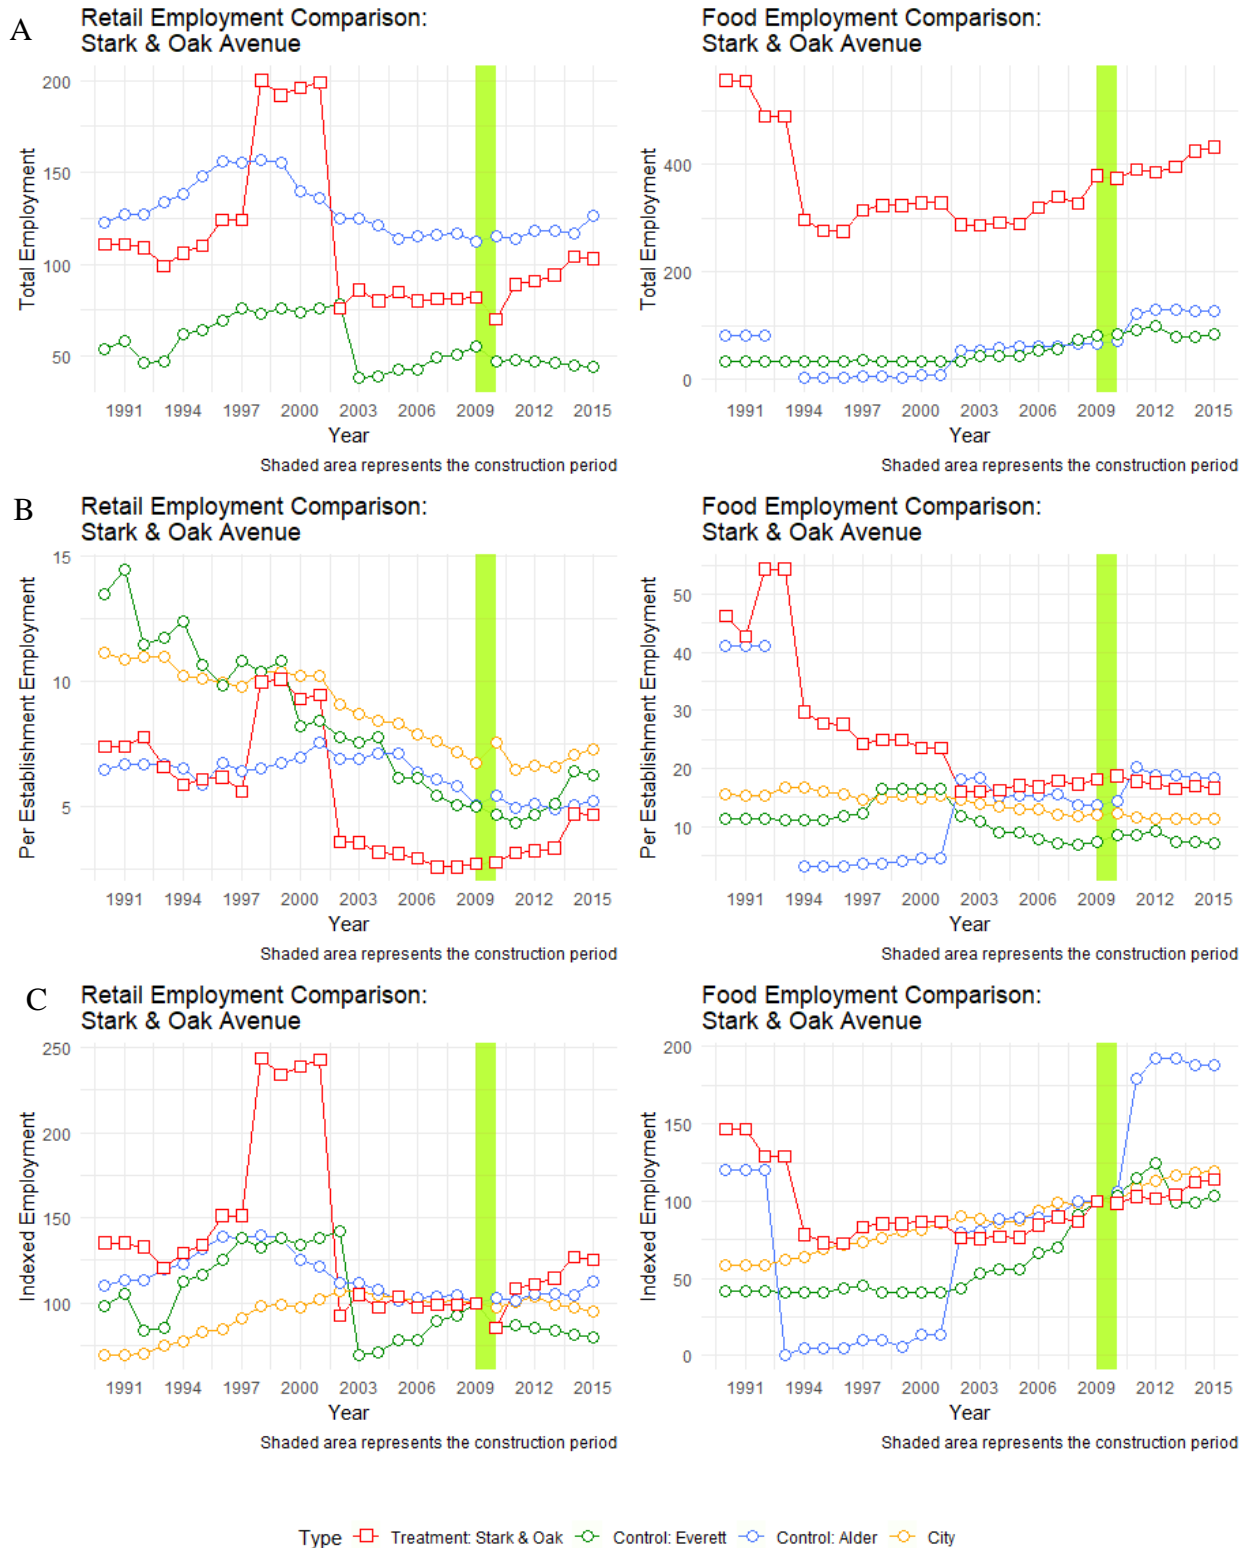 A
Retail Employment Comparison:
Stark & Oak Avenue
Total Employment
200
150
100
50
1991 1994 1997 2000 2003 2006 2009 2012 2015
Year
Shaded area represents the construction period
Food Employment Comparison:
Stark & Oak Avenue
Total Employment
400
200
0
1991 1994 1997 2000 2003 2006 2009 2012 2015
Year
Shaded area represents the construction period
B
Retail Employment Comparison:
Stark & Oak Avenue
Per Establishment Employment
15
10
5
1991 1994 1997 2000 2003 2006 2009 2012 2015
Year
Shaded area represents the construction period
Food Employment Comparison:
Stark & Oak Avenue
Per Establishment Employment
50
40
30
20
10
1991 1994 1997 2000 2003 2006 2009 2012 2015
Year
Shaded area represents the construction period
C
Retail Employment Comparison:
Stark & Oak Avenue
Indexed Employment
250
200
150
100
1991 1994 1997 2000 2003 2006 2009 2012 2015
Year
Shaded area represents the construction period
Food Employment Comparison:
Stark & Oak Avenue
Indexed Employment
200
150
100
50
0
1991 1994 1997 2000 2003 2006 2009 2012 2015
Year
Shaded area represents the construction period
Type Treatment: Stark & Oak Control: Everett Control: Alder City